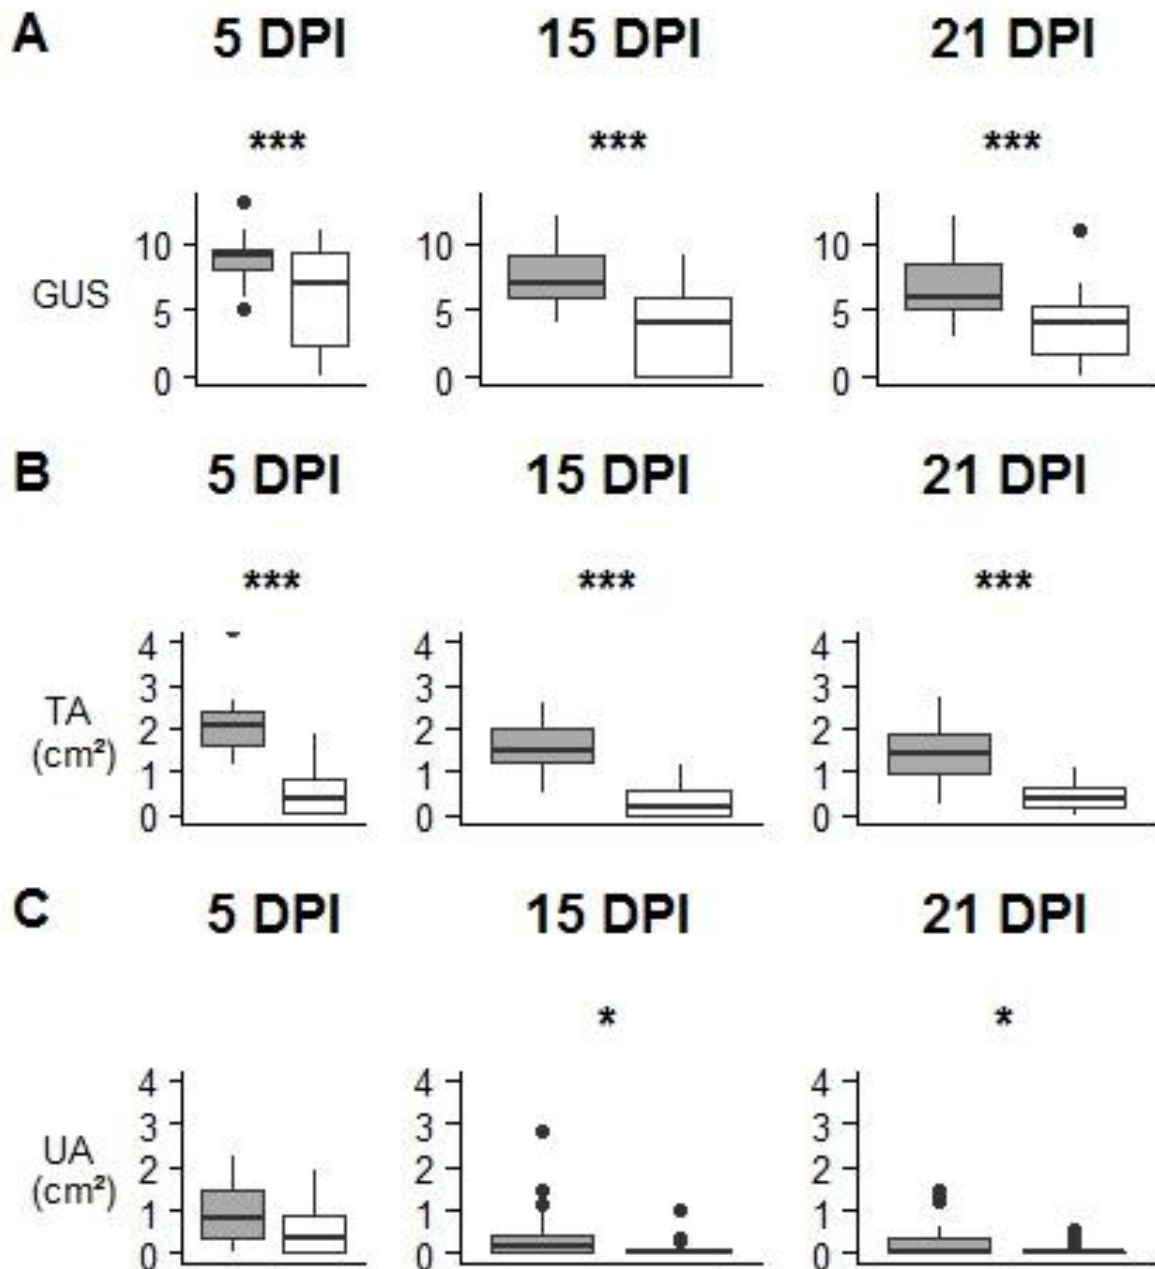 A 5 DPI 15 DPI 21 DPI
*** *** ***
10 10 10
GUS
5 5 5
0 0 0
B 5 DPI 15 DPI 21 DPI
*** *** ***
4 4 4
3 3 3
TA
2 2 2
(cm²)
1 1 1
0 0 0
C 5 DPI 15 DPI 21 DPI
* *
4 4 4
3 3 3
UA
2 2 2
(cm²)
1 1 1
0 0 0